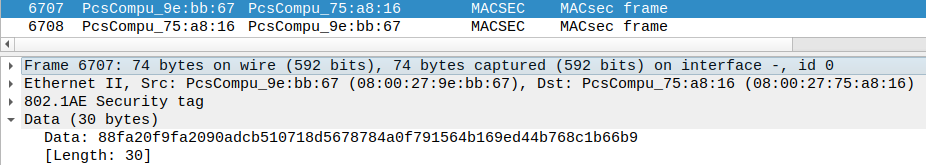 6707 PcsCompu_9e:bb:67 PcsCompu_75:a8:16 MACSEC MACsec frame
6708 PcsCompu_75:a8:16 PcsCompu_9e:bb:67 MACSEC MACsec frame
Frame 6707: 74 bytes on wire (592 bits), 74 bytes captured (592 bits) on interface -, id 0
Ethernet II, Src: PcsCompu_9e:bb:67 (08:00:27:9e:bb:67), Dst: PcsCompu_75:a8:16 (08:00:27:75:a8:16)
802.1AE Security tag
Data (30 bytes)
Data: 88fa20f9fa2090adcb510718d5678784a0f791564b169ed44b768c1b66b9
[Length: 30]